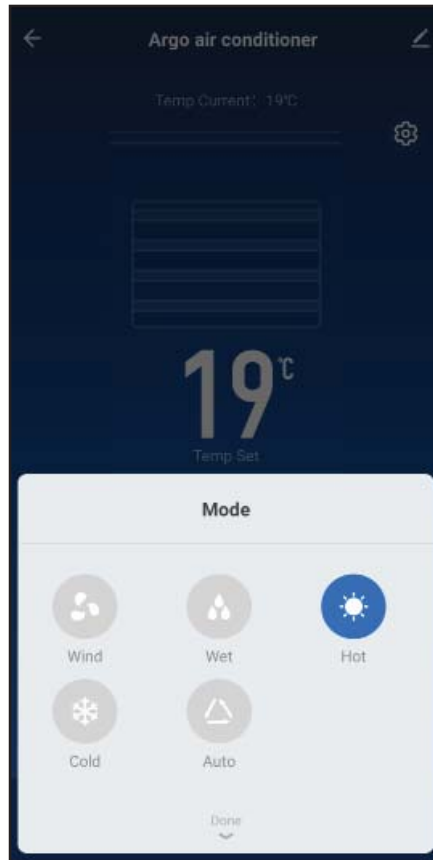 Argo air conditioner
Temp Current: 19℃
19℃
Temp Set
Mode
Wind Wet Hot
Cold Auto
Done